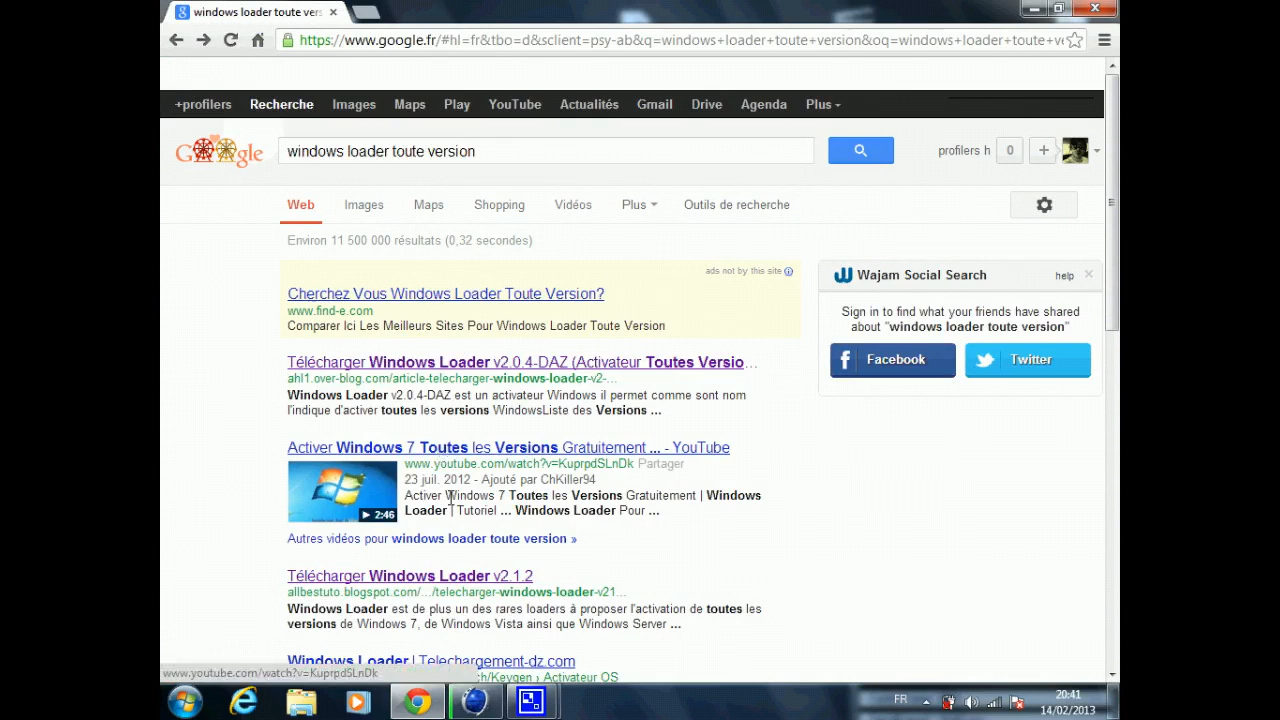 windows loader toute vers
https://www.google.fr/#hl=fr&tbo=d&sclient=psy-ab&q=windows+loader+toute+version&oq=windows+loader+toute+ve
+profilers Recherche Images Maps Play YouTube Actualités Gmail Drive Agenda Plus
Google
windows loader toute version
profilers h 0 +
Web Images Maps Shopping Vidéos Plus Outils de recherche
Environ 11 500 000 résultats (0,32 secondes)
ads not by this site
Cherchez Vous Windows Loader Toute Version?
www.find-e.com
Comparer Ici Les Meilleurs Sites Pour Windows Loader Toute Version
Télécharger Windows Loader v2.0.4-DAZ (Activateur Toutes Versio...
ahl1.over-blog.com/article-telecharger-windows-loader-v2-...
Windows Loader v2.0.4-DAZ est un activateur Windows il permet comme sont nom
l'indique d'activer toutes les versions WindowsListe des Versions ...
Activer Windows 7 Toutes les Versions Gratuitement ... - YouTube
www.youtube.com/watch?v=KuprpdSLnDk Partager
23 juil. 2012 - Ajouté par ChKiller94
Activer Windows 7 Toutes les Versions Gratuitement | Windows
Loader | Tutoriel ... Windows Loader Pour ...
2:46
Autres vidéos pour windows loader toute version »
Télécharger Windows Loader v2.1.2
allbestuto.blogspot.com/.../telecharger-windows-loader-v21...
Windows Loader est de plus un des rares loaders à proposer l'activation de toutes les
versions de Windows 7, de Windows Vista ainsi que Windows Server ...
Windows Loader | Telechargement-dz.com
ch/Keygen › Activateur OS
Wajam Social Search help
Sign in to find what your friends have shared
about "windows loader toute version"
Facebook Twitter
www.youtube.com/watch?v=KuprpdSLnDk
FR
20:41
14/02/2013